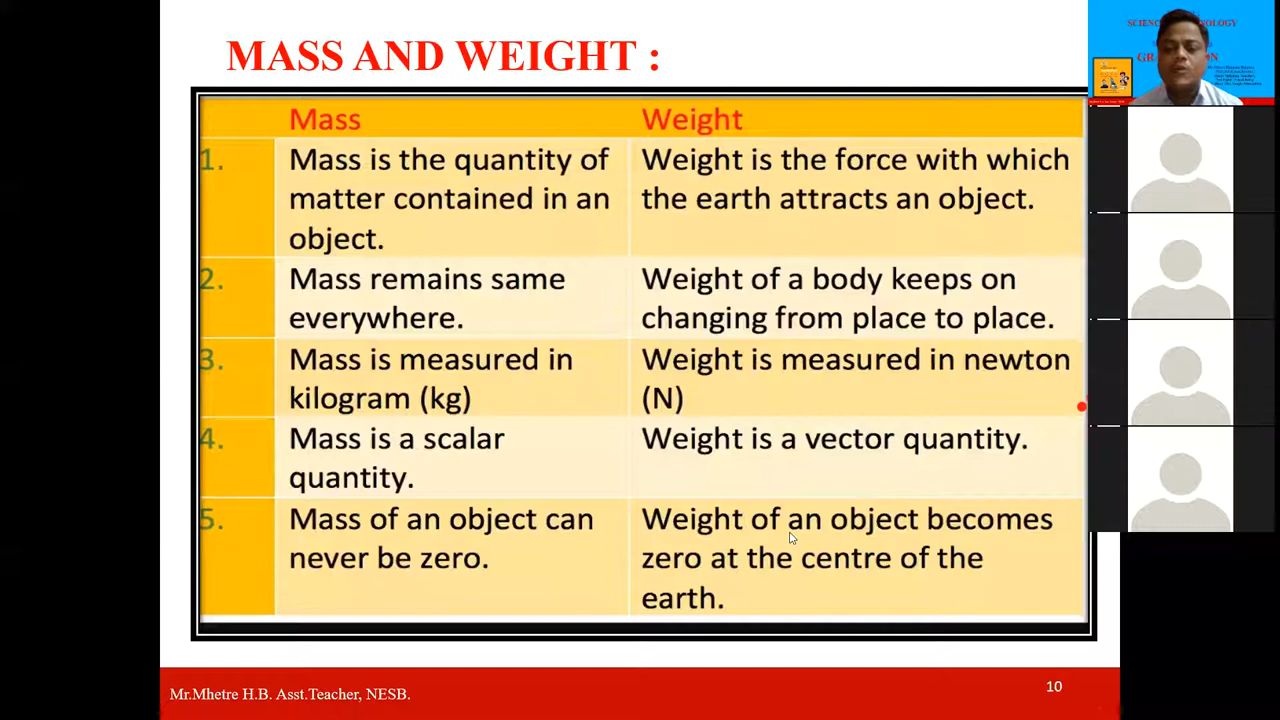 MASS AND WEIGHT :
Mass Weight
1. Mass is the quantity of
matter contained in an
object.
Weight is the force with which
the earth attracts an object.
2. Mass remains same
everywhere.
Weight of a body keeps on
changing from place to place.
3. Mass is measured in
kilogram (kg)
Weight is measured in newton
(N)
4. Mass is a scalar
quantity.
Weight is a vector quantity.
5. Mass of an object can
never be zero.
Weight of an object becomes
zero at the centre of the
earth.
Mr.Mhetre H.B. Asst.Teacher, NESB.
10